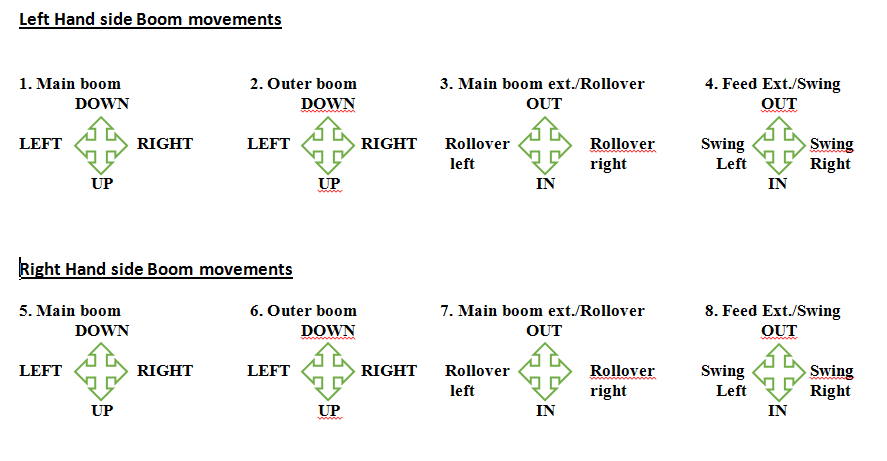 Left Hand side Boom movements
1. Main boom 2. Outer boom 3. Main boom ext./Rollover 4. Feed Ext./Swing
DOWN DOWN OUT OUT
LEFT RIGHT LEFT RIGHT Rollover Rollover Swing Swing
left right Left Right
UP UP IN IN
Right Hand side Boom movements
5. Main boom 6. Outer boom 7. Main boom ext./Rollover 8. Feed Ext./Swing
DOWN DOWN OUT OUT
LEFT RIGHT LEFT RIGHT Rollover Rollover Swing Swing
left right Left Right
UP UP IN IN